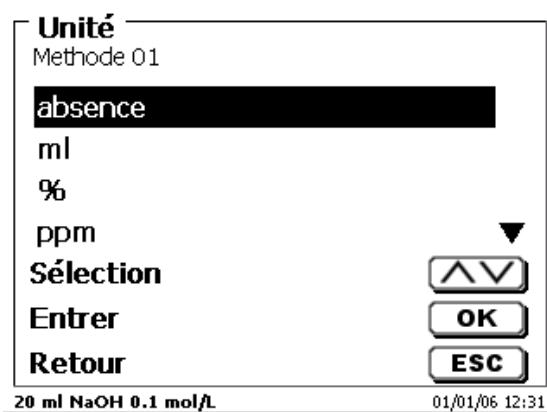 Unité
Methode 01
absence
ml
%
ppm
Sélection
Entrer OK
Retour ESC
20 ml NaOH 0.1 mol/L 01/01/06 12:31